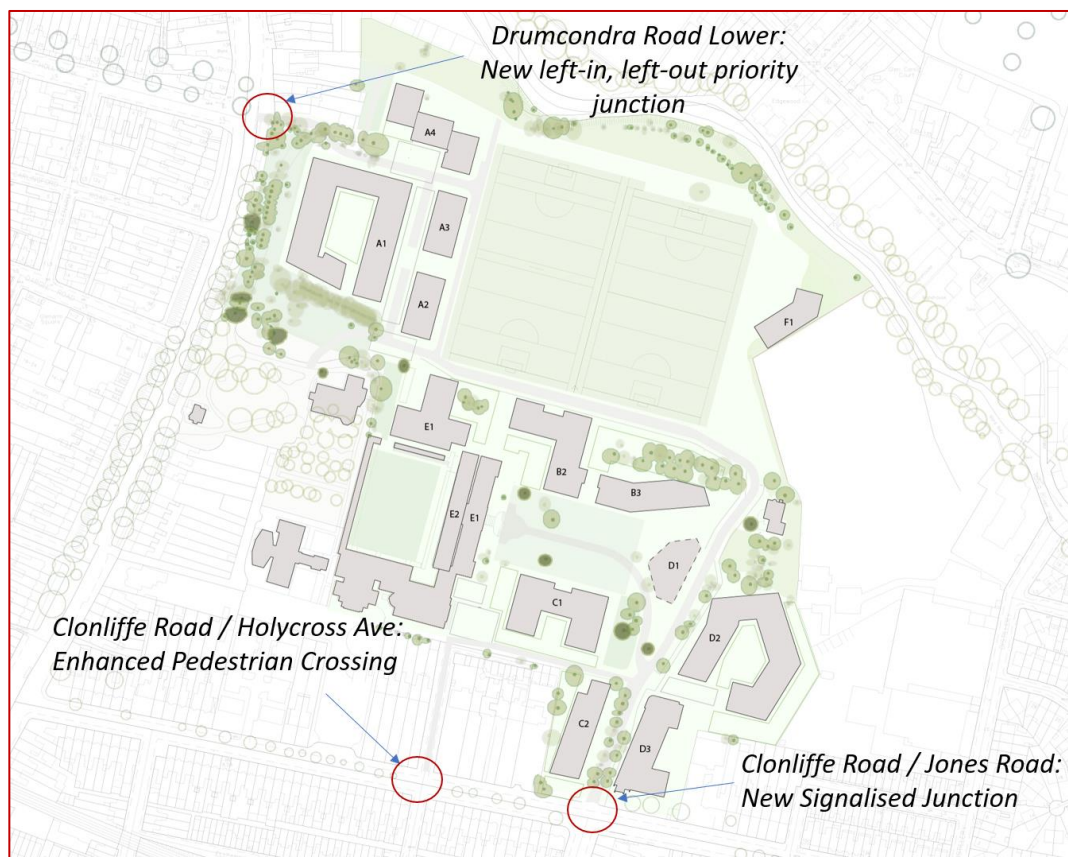 Drumcondra Road Lower:
New left-in, left-out priority
junction
A4
A3
A1
A2
F1
E1
B2
B3
E2
E1
D1
C1
D2
Clonliffe Road / Holycross Ave:
Enhanced Pedestrian Crossing
C2
D3
Clonliffe Road / Jones Road:
New Signalised Junction